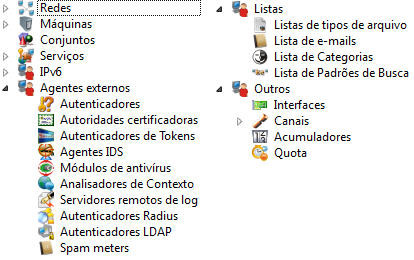 Redes
Máquinas
Conjuntos
Serviços
IPv6
Agentes externos
Autenticadores
Autoridades certificadoras
Autenticadores de Tokens
Agentes IDS
Módulos de antivírus
Analisadores de Contexto
Servidores remotos de log
Autenticadores Radius
Autenticadores LDAP
Spam meters
Listas
Listas de tipos de arquivo
Lista de e-mails
Lista de Categorias
Lista de Padrões de Busca
Outros
Interfaces
Canais
Acumuladores
Quota